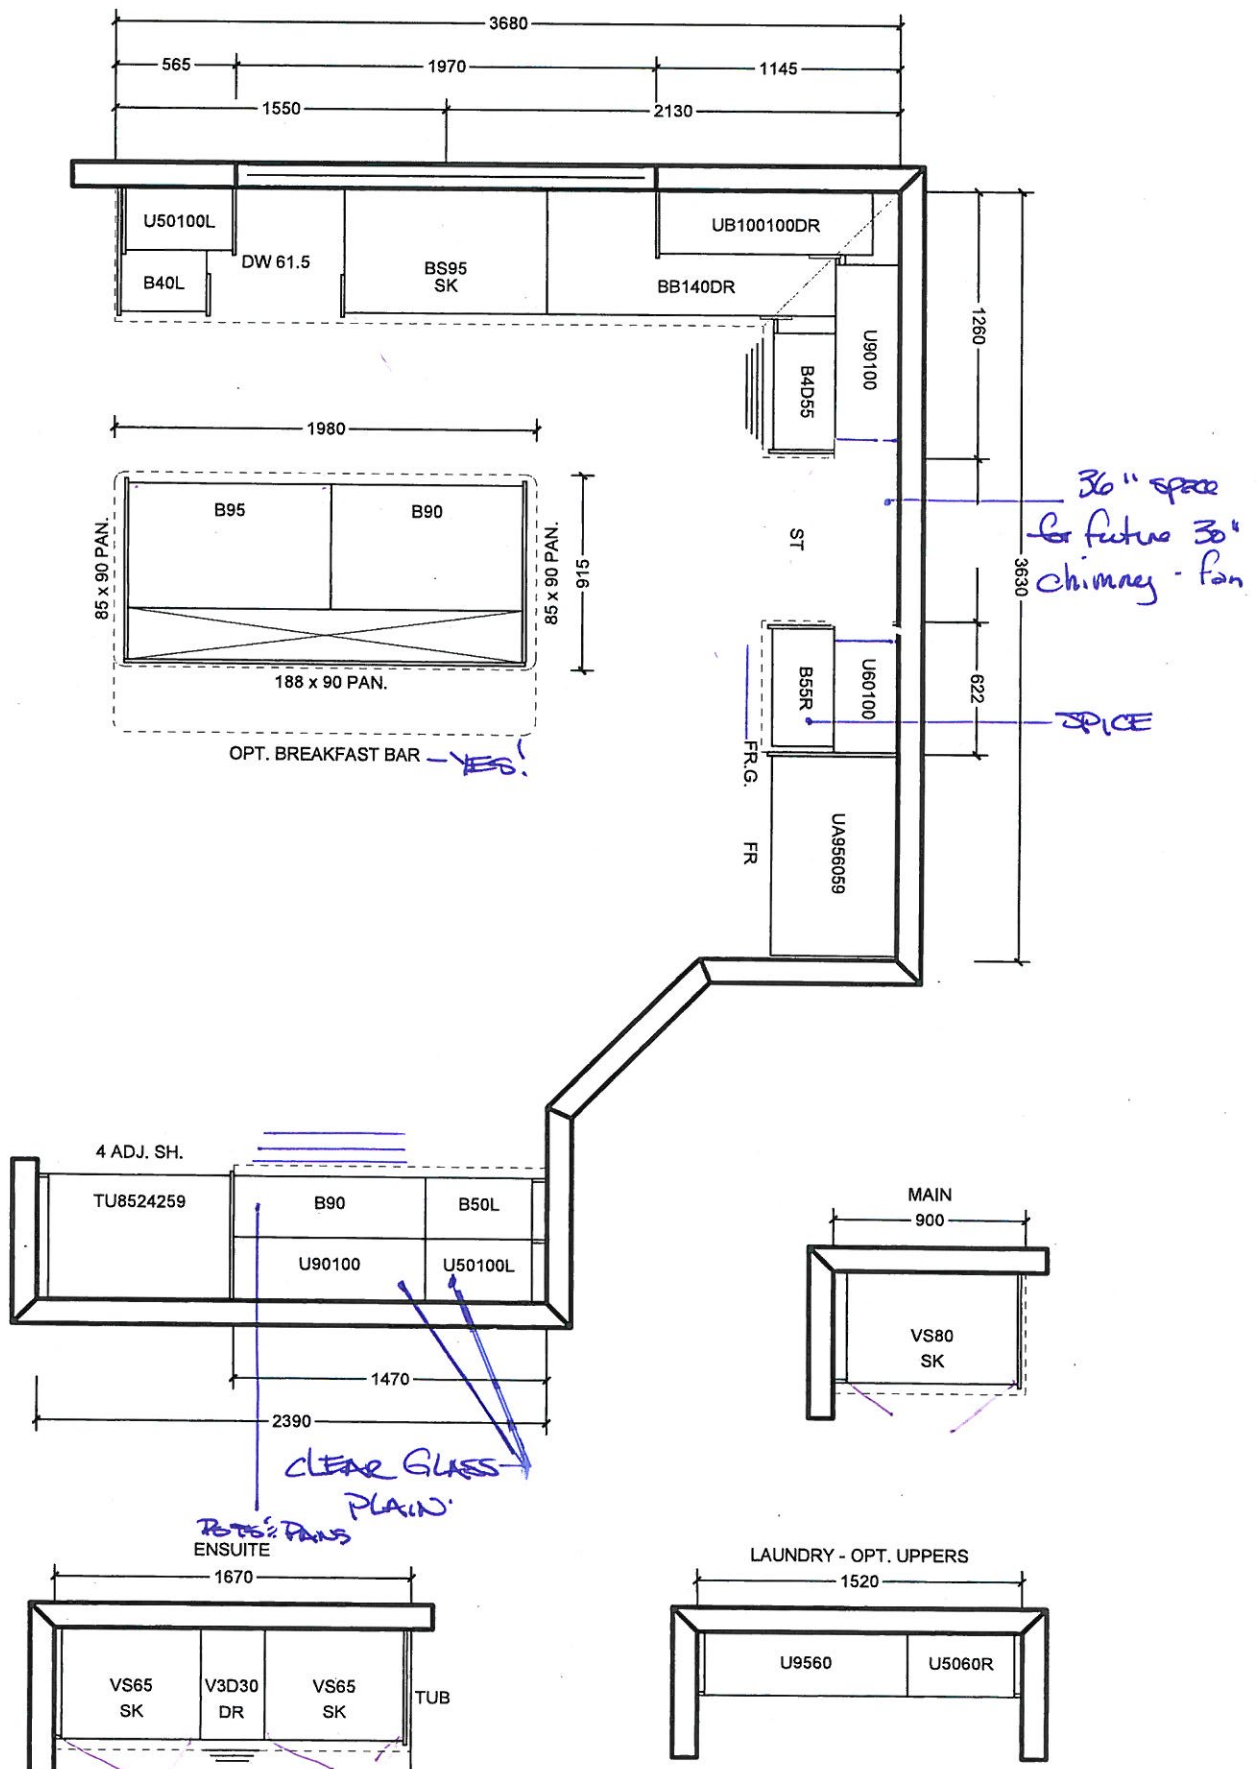 3680
565
1970
1145
1550
2130
U50100L
UB100100DR
DW 61.5
BS95
SK
B40L
BB140DR
U90100
B4D55
1260
3630
1980
B95
B90
85 x 90 PAN.
85 x 90 PAN.
915
188 x 90 PAN.
OPT. BREAKFAST BAR - YES!
ST
36" space
for future 30"
chimney - fan
U60100
B55R
622
SPICE
FR.G.
FR
UA956059
4 ADJ. SH.
TU8524259
B90
B50L
U90100
U50100L
1470
2390
CLEAR GLASS
PLAIN.
POTS & PANS
MAIN
900
VS80
SK
ENSUITE
1670
VS65
SK
V3D30
DR
VS65
SK
TUB
LAUNDRY - OPT. UPPERS
1520
U9560
U5060R